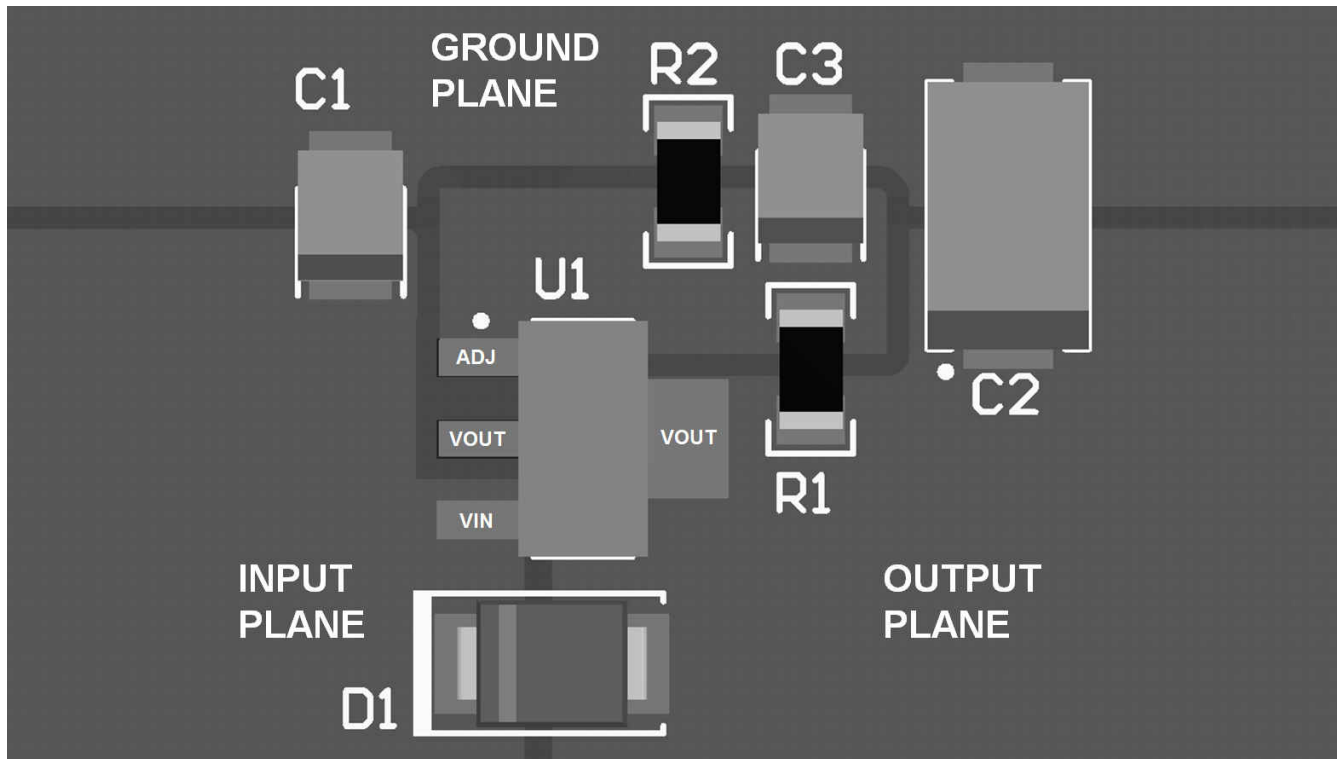 GROUND
PLANE
R2
C3
C1
U1
ADJ
VOUT
VOUT
VIN
C2
R1
INPUT
PLANE
OUTPUT
PLANE
D1